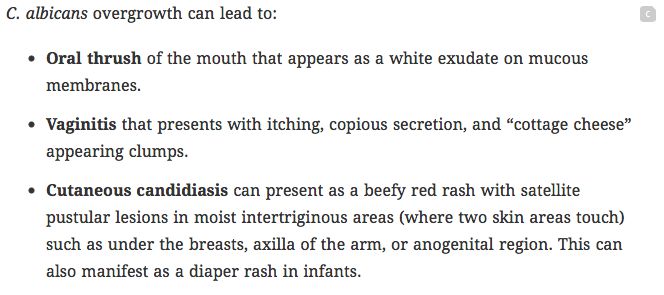 C. albicans overgrowth can lead to:
C
• Oral thrush of the mouth that appears as a white exudate on mucous
membranes.
• Vaginitis that presents with itching, copious secretion, and “cottage cheese”
appearing clumps.
• Cutaneous candidiasis can present as a beefy red rash with satellite
pustular lesions in moist intertriginous areas (where two skin areas touch)
such as under the breasts, axilla of the arm, or anogenital region. This can
also manifest as a diaper rash in infants.